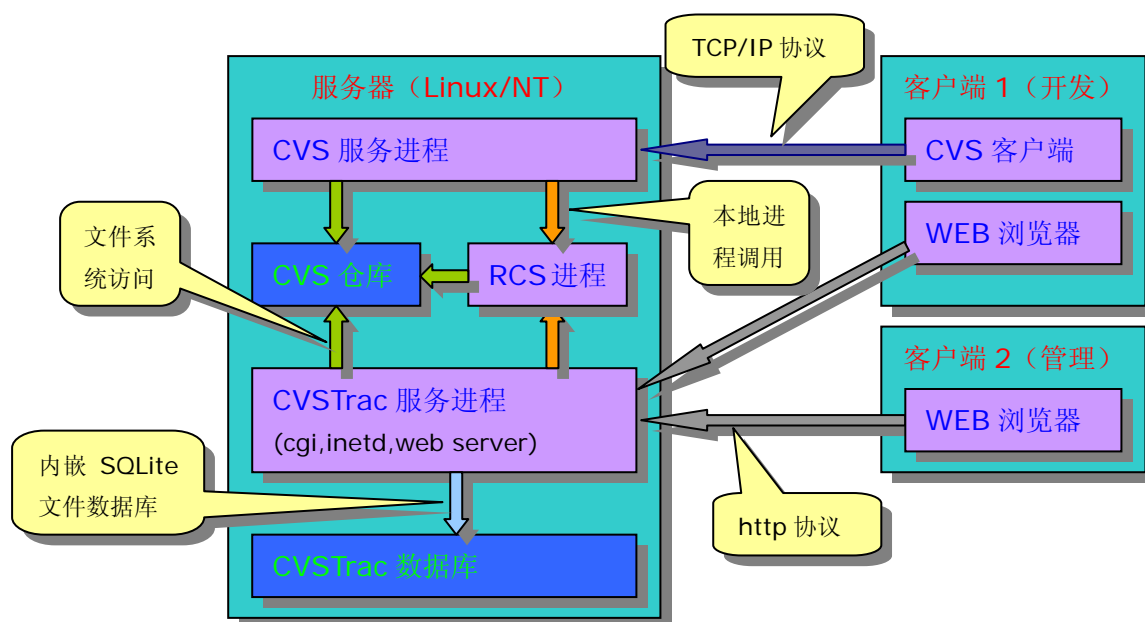 TCP/IP 协议
服务器（Linux/NT）
客户端 1（开发）
CVS 服务进程
CVS 客户端
文件系
统访问
本地进
程调用
WEB 浏览器
CVS 仓库
RCS 进程
客户端 2（管理）
CVSTrac 服务进程
(cgi,inetd,web server)
WEB 浏览器
内嵌 SQLite
文件数据库
http 协议
CVSTrac 数据库